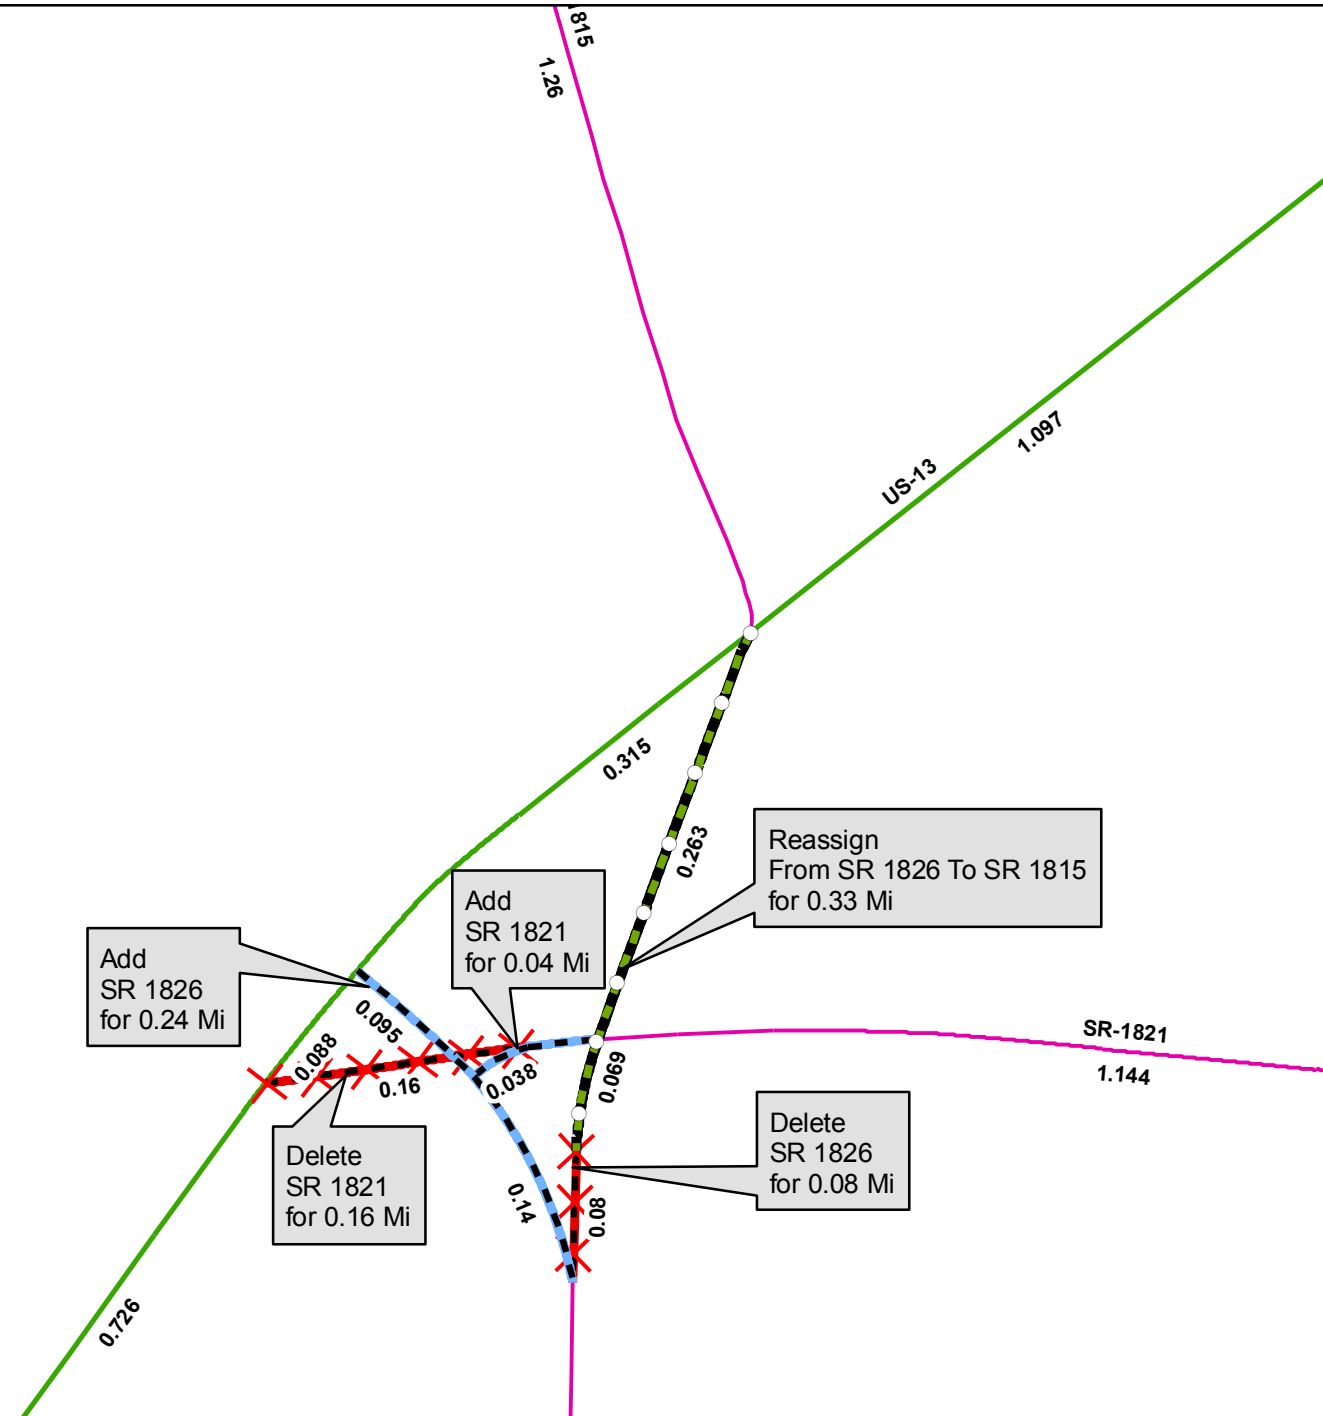 815
1.26
1.097
US-13
0.315
0.263
Reassign
From SR 1826 To SR 1815
for 0.33 Mi
Add
SR 1821
for 0.04 Mi
Add
SR 1826
for 0.24 Mi
0.095
0.088
0.16
0.038
0.069
SR-1821
1.144
Delete
SR 1821
for 0.16 Mi
Delete
SR 1826
for 0.08 Mi
0.14
0.08
0.726